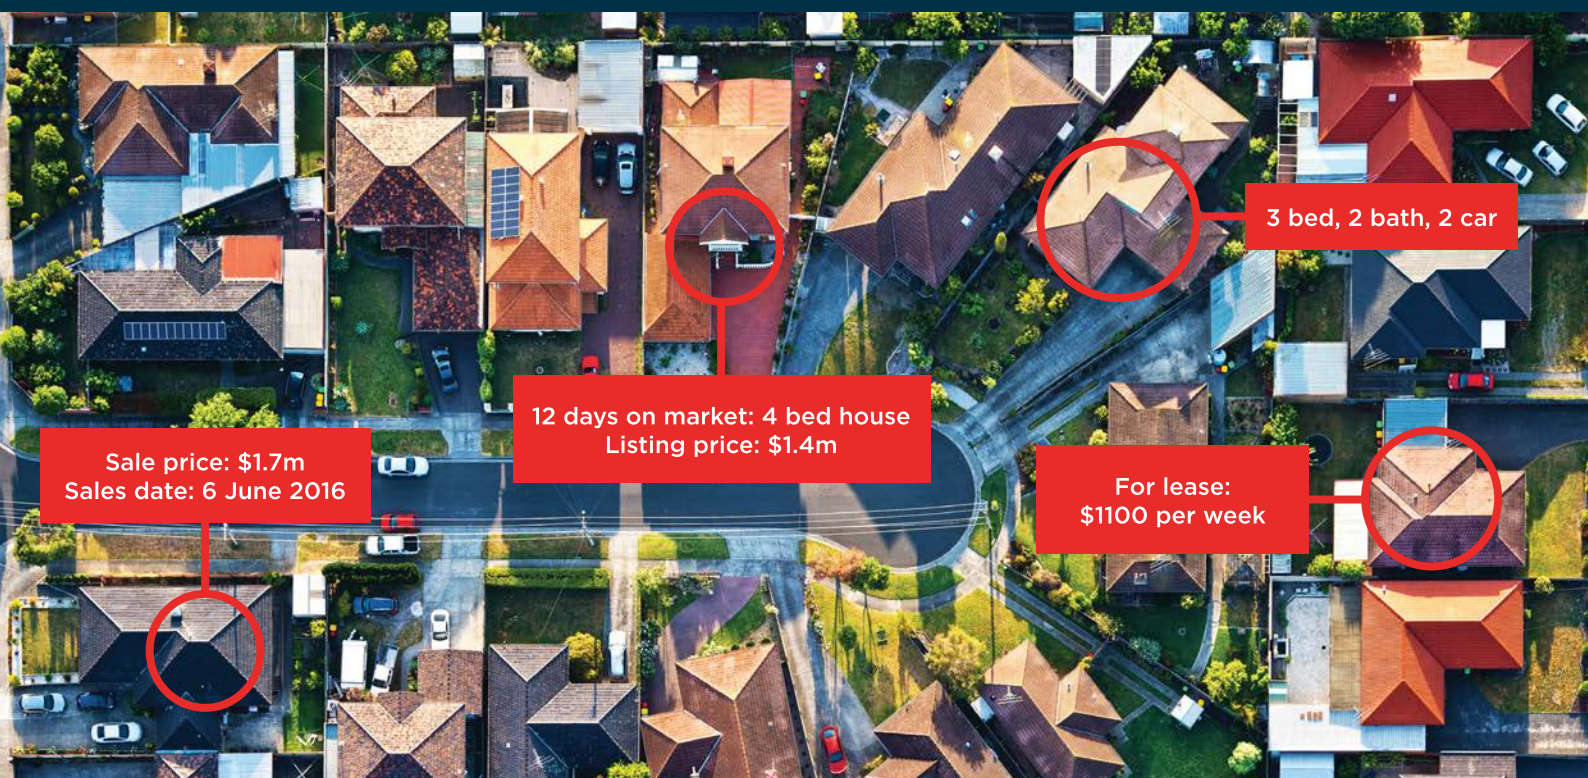 3 bed, 2 bath, 2 car
12 days on market: 4 bed house
Listing price: $1.4m
Sale price: $1.7m
Sales date: 6 June 2016
For lease:
$1100 per week